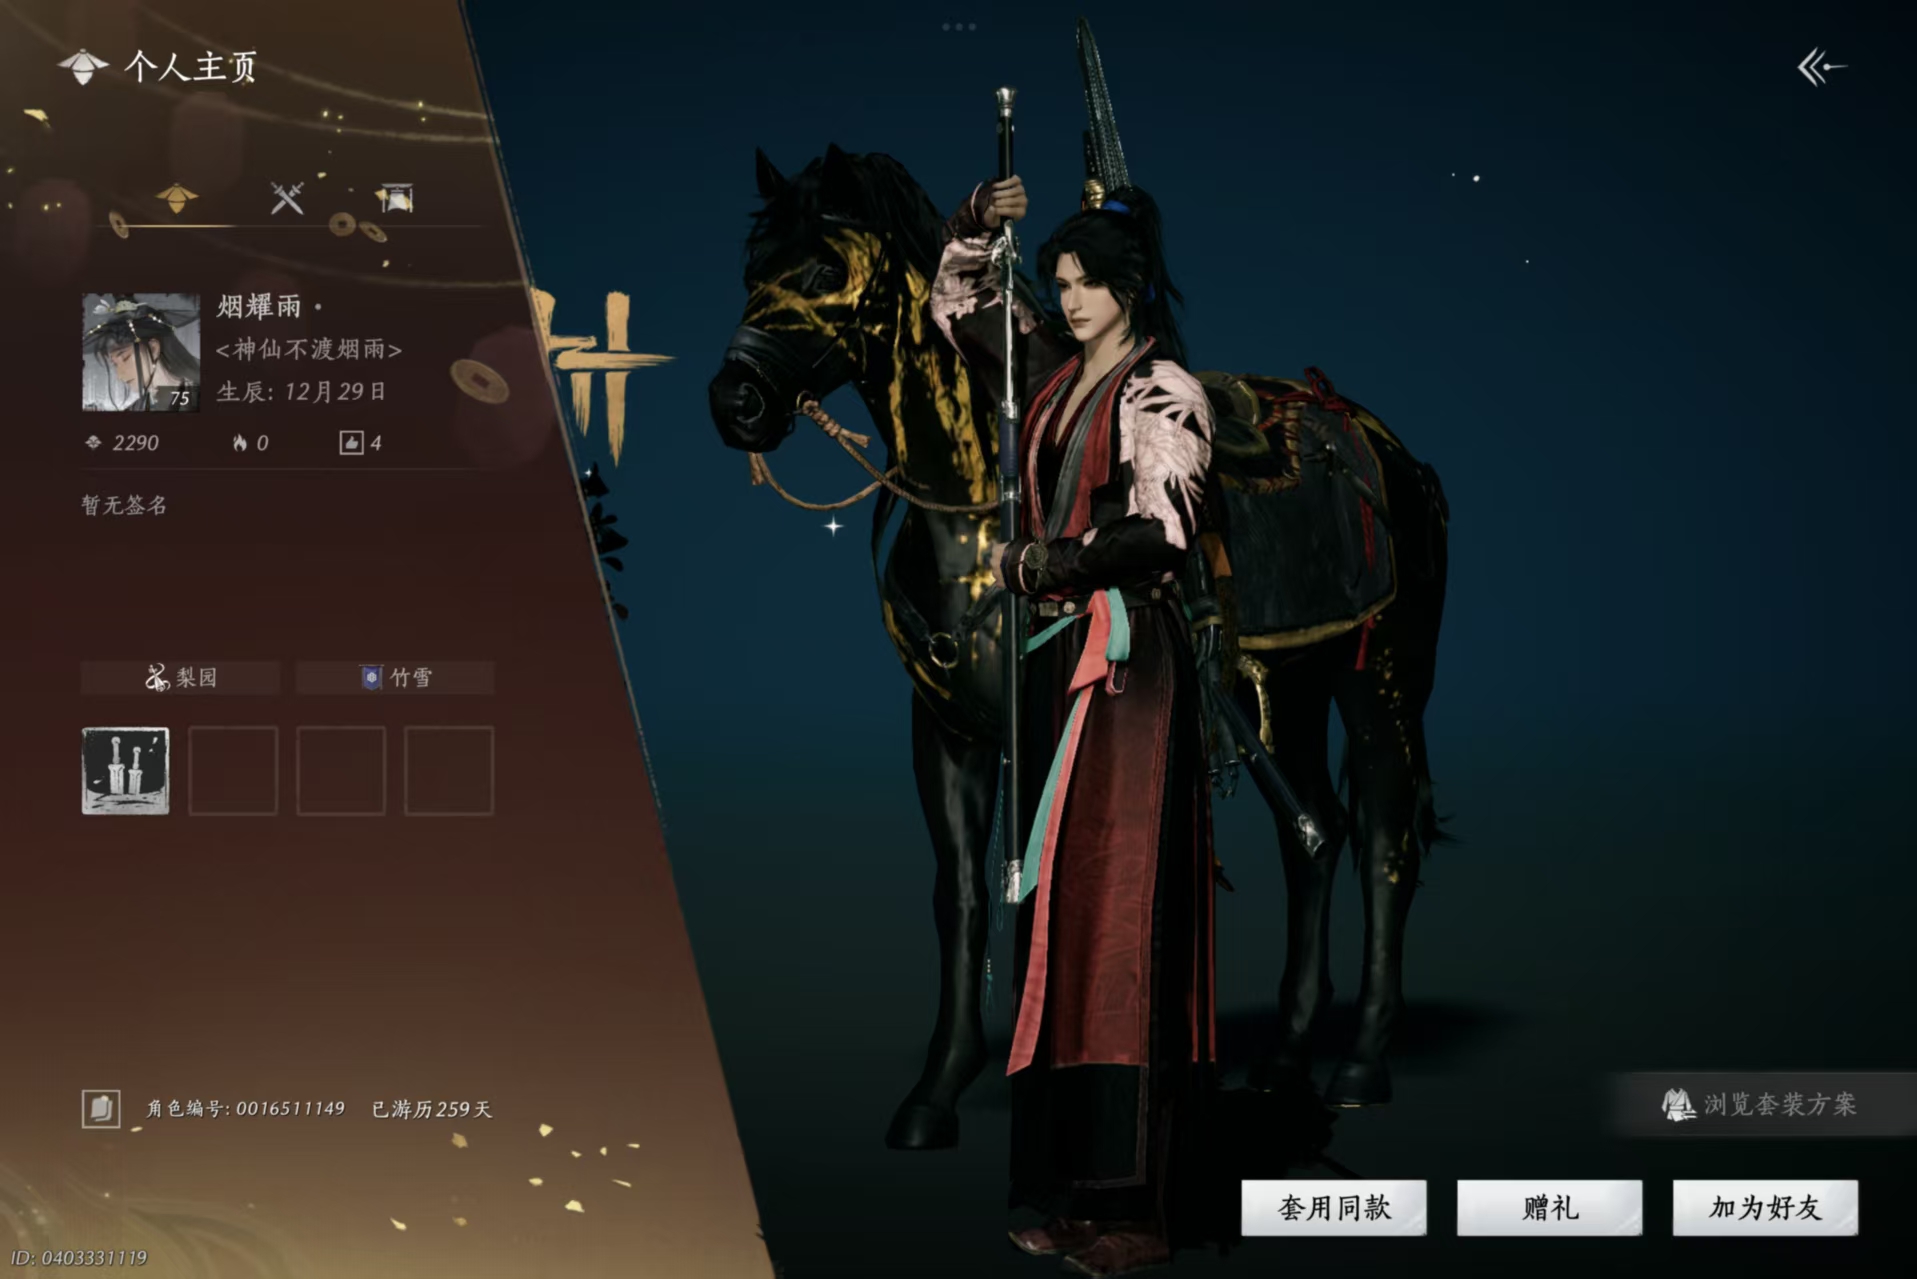 个人主页
烟耀雨
<神仙不渡烟雨>
生辰: 12月29日
75
2290
0
4
暂无签名
梨园
竹雪
角色编号: 0016511149
已游历259天
浏览套装方案
套用同款
赠礼
加为好友
ID: 0403331119